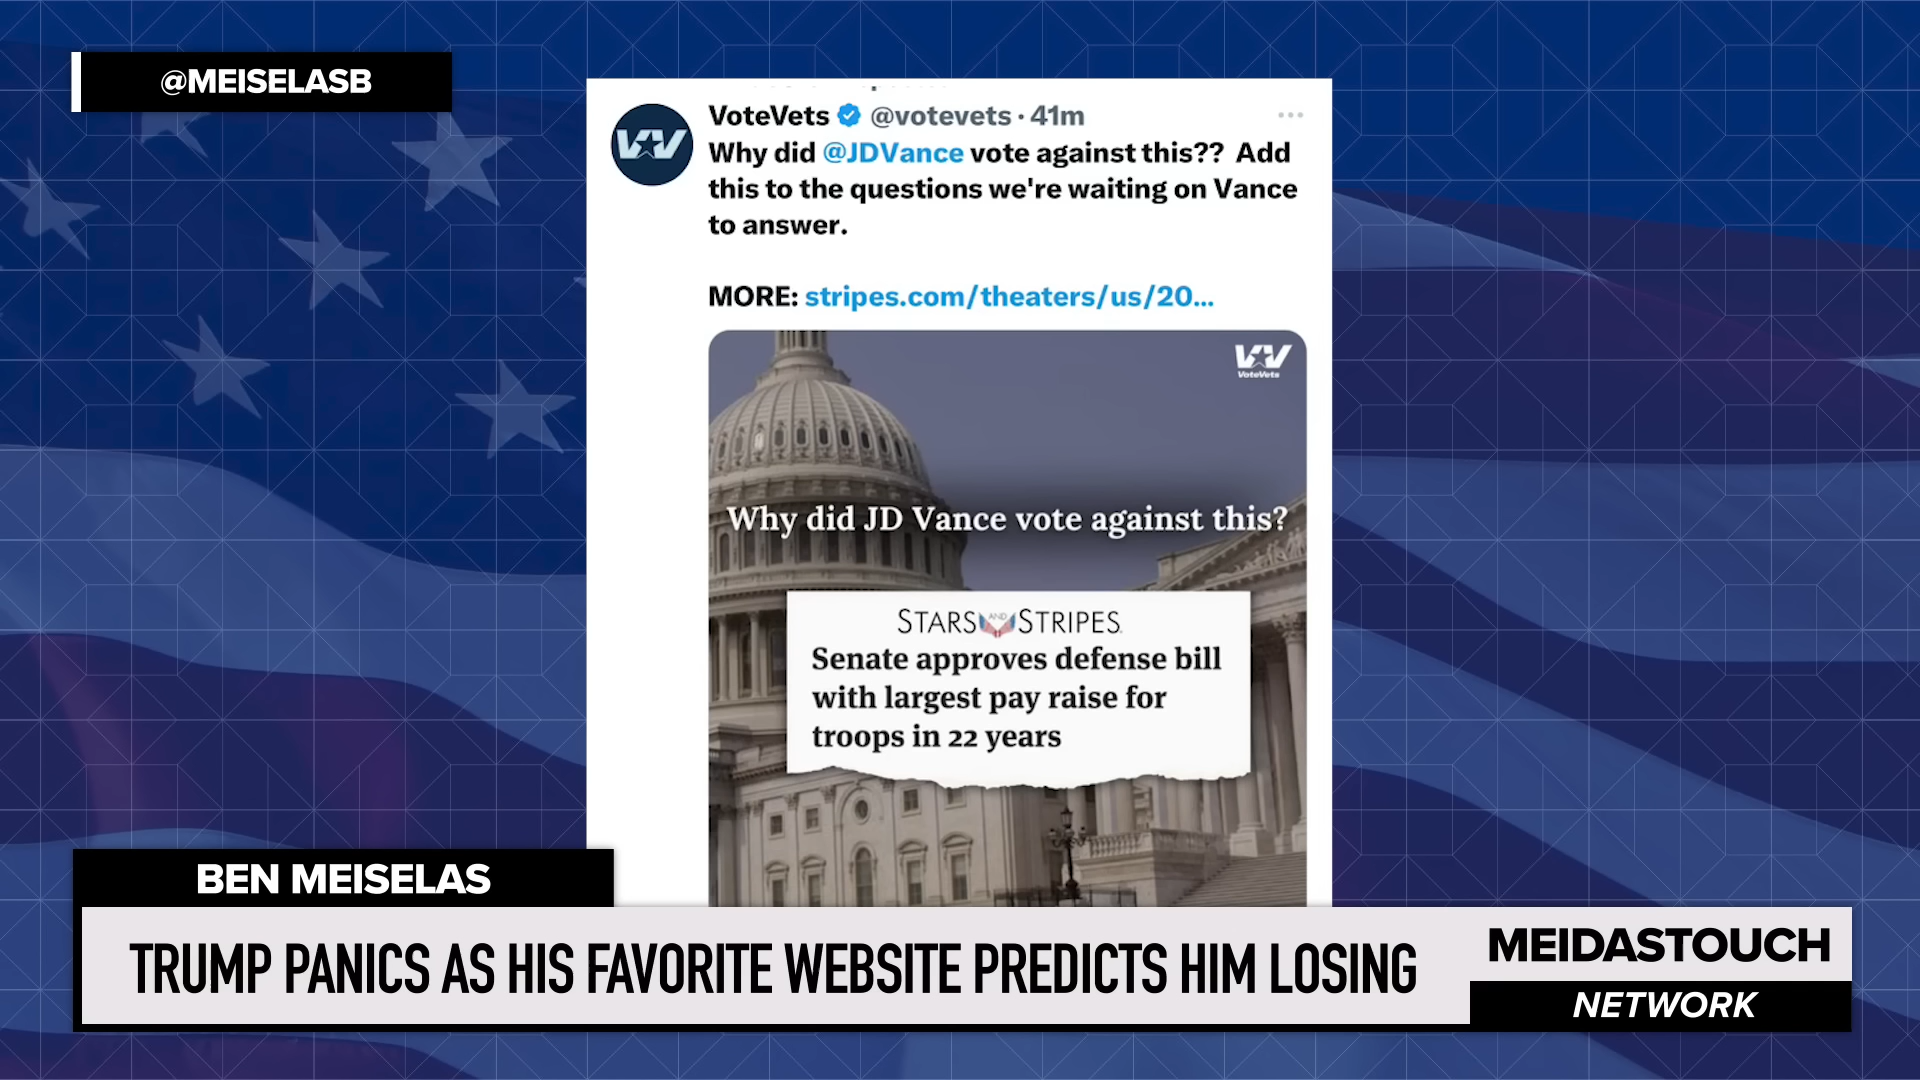 @MEISELASB
VoteVets @votevets · 41m
Why did @JDVance vote against this??  Add
this to the questions we're waiting on Vance
to answer.
MORE: stripes.com/theaters/us/20...
VV
VoteVets
Why did JD Vance vote against this?
STARS AND STRIPES.
Senate approves defense bill
with largest pay raise for
troops in 22 years
BEN MEISELAS
TRUMP PANICS AS HIS FAVORITE WEBSITE PREDICTS HIM LOSING
MEIDASTOUCH
NETWORK